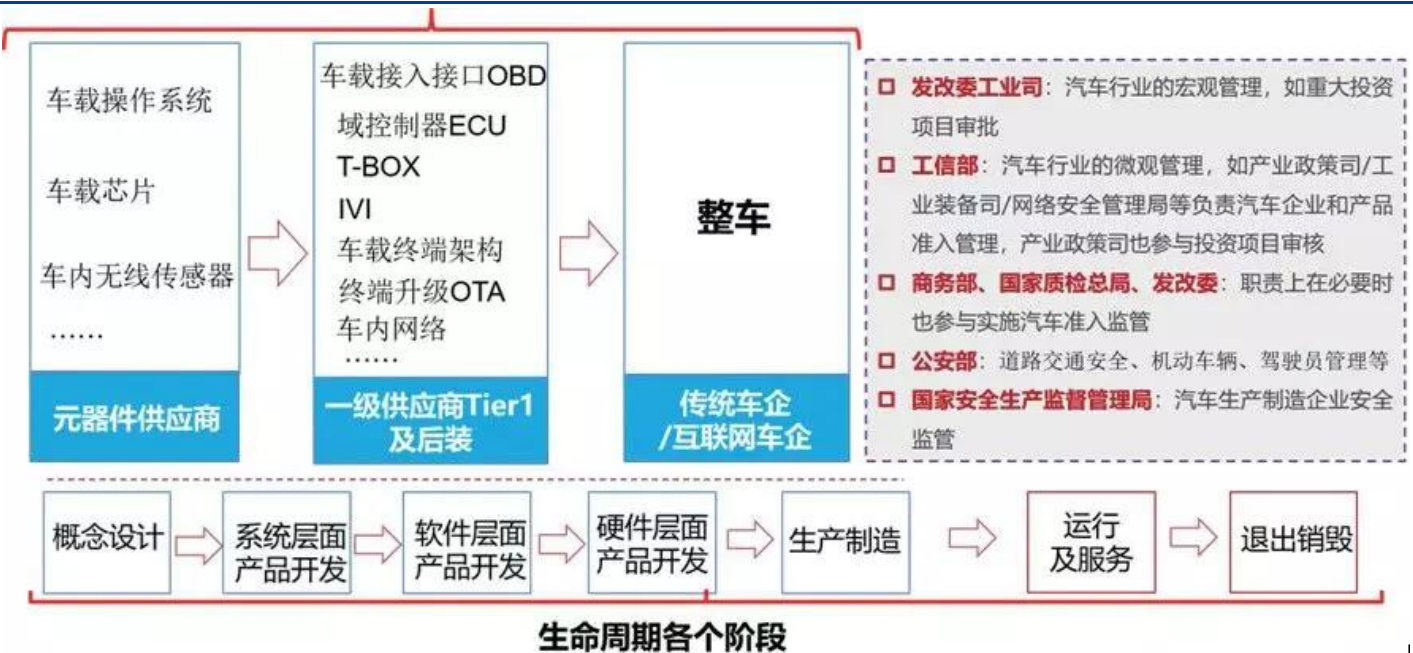 车载操作系统
车载芯片
车内无线传感器
……
元器件供应商
车载接入接口OBD
域控制器ECU
T-BOX
IVI
车载终端架构
终端升级OTA
车内网络
……
一级供应商Tier1
及后装
整车
传统车企
/互联网车企
发改委工业司：汽车行业的宏观管理，如重大投资
项目审批
工信部：汽车行业的微观管理，如产业政策司/工
业装备司/网络安全管理局等负责汽车企业和产品
准入管理，产业政策司也参与投资项目审核
商务部、国家质检总局、发改委：职责上在必要时
也参与实施汽车准入监管
公安部：道路交通安全、机动车辆、驾驶员管理等
国家安全生产监督管理局：汽车生产制造企业安全
监管
概念设计
系统层面
产品开发
软件层面
产品开发
硬件层面
产品开发
生产制造
运行
及服务
退出销毁
生命周期各个阶段